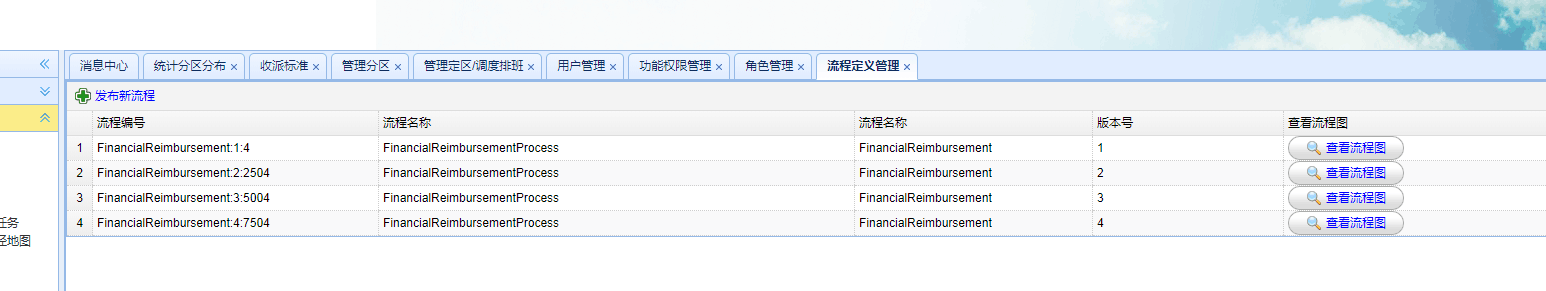 消息中心 统计分区分布 收派标准 管理分区 管理定区/调度排班 用户管理 功能权限管理 角色管理 流程定义管理
发布新流程
流程编号 流程名称 流程名称 版本号 查看流程图
1 FinancialReimbursement:1:4 FinancialReimbursementProcess FinancialReimbursement 1 查看流程图
2 FinancialReimbursement:2:2504 FinancialReimbursementProcess FinancialReimbursement 2 查看流程图
3 FinancialReimbursement:3:5004 FinancialReimbursementProcess FinancialReimbursement 3 查看流程图
4 FinancialReimbursement:4:7504 FinancialReimbursementProcess FinancialReimbursement 4 查看流程图
任务
径地图